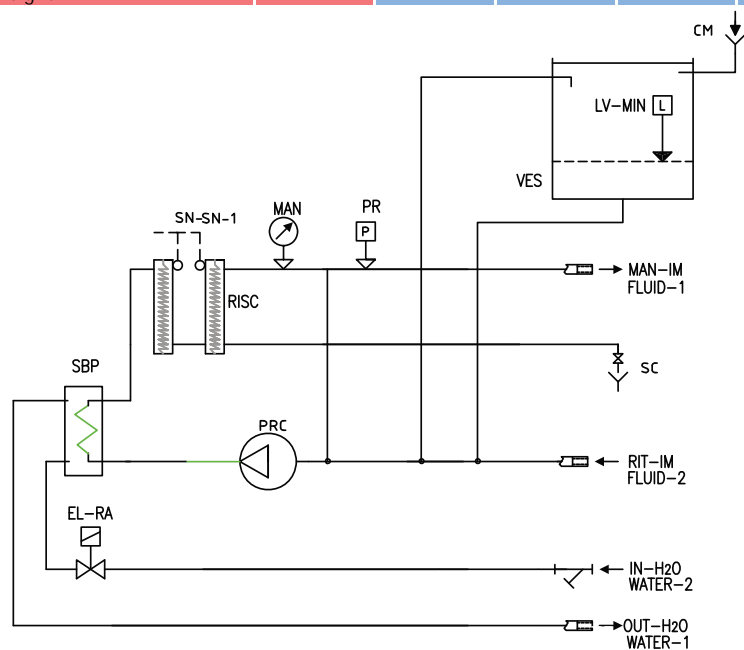 CM
LV-MIN L
VES
SN-SN-1
MAN
PR
P
MAN-IM
FLUID-1
RISC
SBP
SC
PRC
RIT-IM
FLUID-2
EL-RA
IN-H2O
WATER-2
OUT-H2O
WATER-1